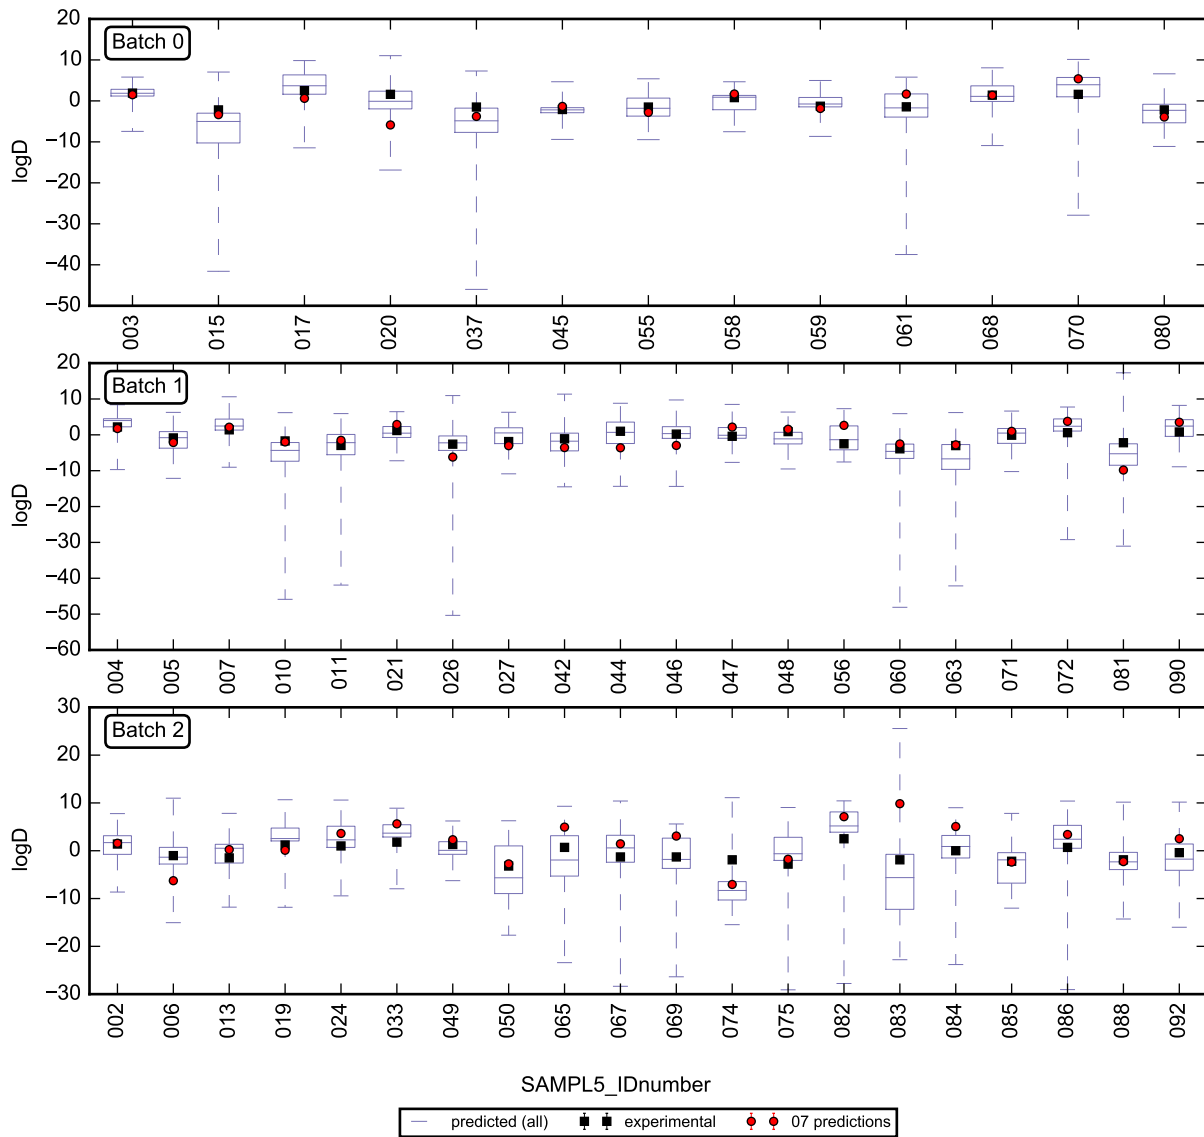 20
Batch 0
10
0
−10
−20
−30
−40
−50
logD
003 015 017 020 037 045 055 058 059 061 068 070 080
20
Batch 1
10
0
−10
−20
−30
−40
−50
−60
logD
004 005 007 010 011 021 026 027 042 044 046 047 048 056 060 063 071 072 081 090
30
Batch 2
20
10
0
−10
−20
−30
logD
002 006 013 019 024 033 049 050 065 067 069 074 075 082 083 084 085 086 088 092
SAMPL5_IDnumber
predicted (all) experimental 07 predictions